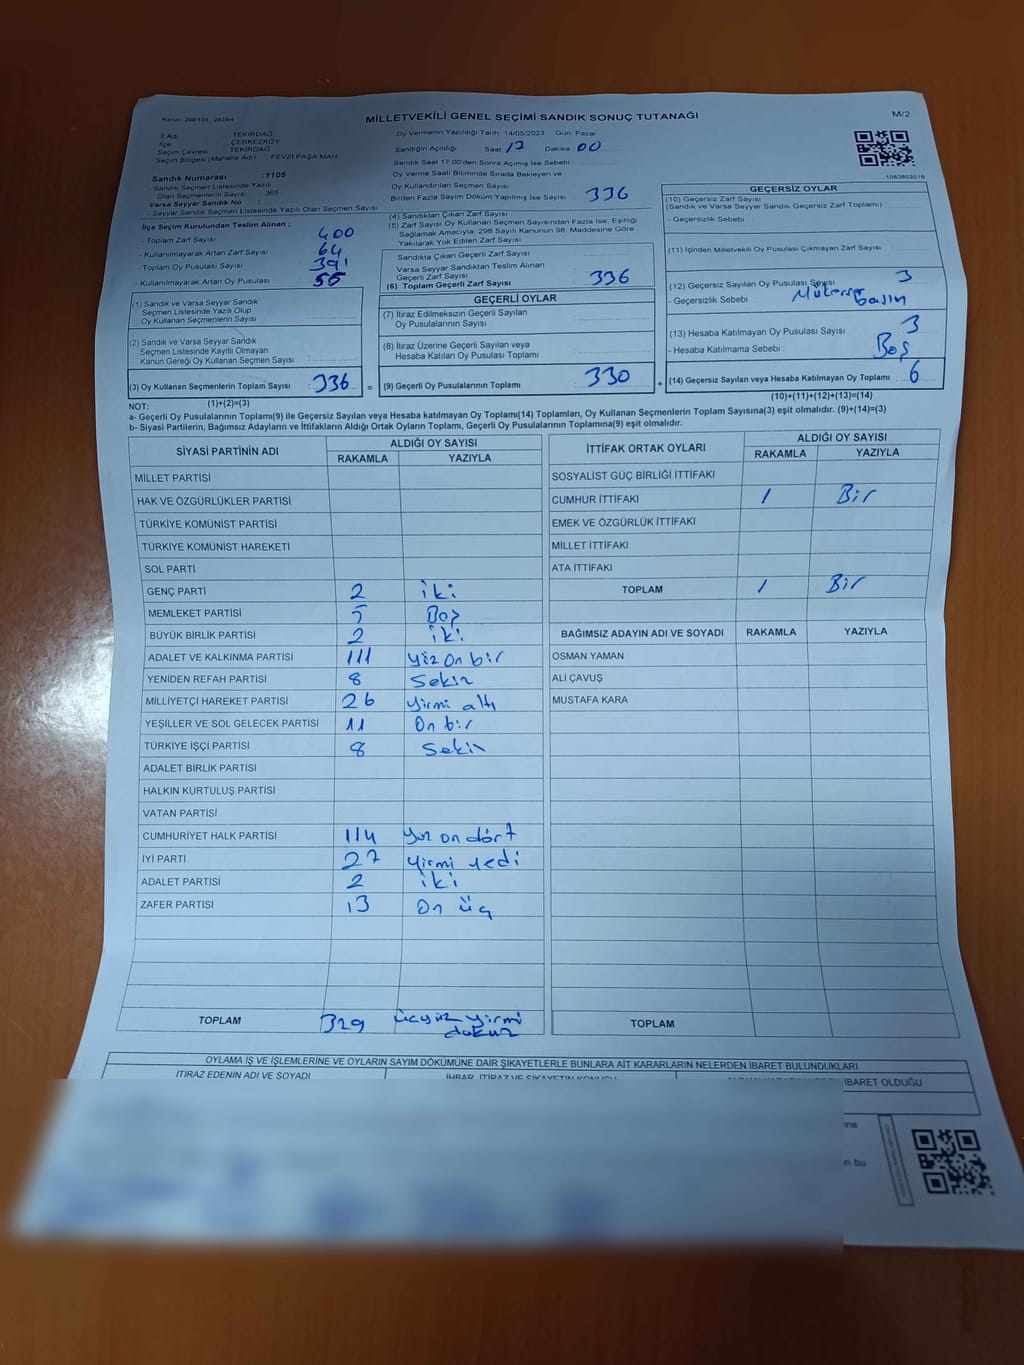 Kanun: 298/105, 2839/4
MİLLETVEKİLİ GENEL SEÇİMİ SANDIK SONUÇ TUTANAĞI
M/2
İl Adı : TEKİRDAĞ
İlçe : ÇERKEZKÖY
Seçim Çevresi : TEKİRDAĞ
Seçim Bölgesi (Mahalle Adı) : FEVZİ PAŞA MAH
Oy Vermenin Yapıldığı Tarih : 14/05/2023 Gün: Pazar
Sandığın Açıldığı Saat : 17 Dakika 00
Sandık Saat 17:00'den Sonra Açımış İse Sebebi :
Sandık Numarası : 1105
- Sandık Seçmen Listesinde Yazılı Olan Seçmenlerin Sayısı : 365
Varsa Seyyar Sandık No :
- Seyyar Sandık Seçmen Listesinde Yazılı Olan Seçmen Sayısı
Oy Verme Saati Bitiminde Sırada Bekleyen ve
Oy Kullandırılan Seçmen Sayısı
Birden Fazla Sayım Döküm Yapılmış İse Sayısı : 336
1083802016
İlçe Seçim Kurulundan Teslim Alınan ;
- Toplam Zarf Sayısı : 400
- Kullanılmayarak Artan Zarf Sayısı : 64
- Toplam Oy Pusulası Sayısı : 391
- Kullanılmayarak Artan Oy Pusulası : 55
(4) Sandıktan Çıkan Zarf Sayısı
(5) Zarf Sayısı Oy Kullanan Seçmen Sayısından Fazla İse, Eşitliği
Sağlamak Amacıyla, 298 Sayılı Kanunun 98. Maddesine Göre
Yakılarak Yok Edilen Zarf Sayısı
Sandıkta Çıkan Geçerli Zarf Sayısı :
Varsa Seyyar Sandıktan Teslim Alınan
Geçerli Zarf Sayısı
(6) Toplam Geçerli Zarf Sayısı : 336
GEÇERSİZ OYLAR
(10) Geçersiz Zarf Sayısı
(Sandık ve Varsa Seyyar Sandık Geçersiz Zarf Toplamı)
- Geçersizlik Sebebi :
(11) İçinden Milletvekili Oy Pusulası Çıkmayan Zarf Sayısı
(12) Geçersiz Sayılan Oy Pusulası Sayısı 3
- Geçersizlik Sebebi : Mükerrer basım
(13) Hesaba Katılmayan Oy Pusulası Sayısı 3
- Hesaba Katılmama Sebebi : Boş
(14) Geçersiz Sayılan veya Hesaba Katılmayan Oy Toplamı : 6
(10)+(11)+(12)+(13)=(14)
(1) Sandık ve Varsa Seyyar Sandık
Seçmen Listesinde Yazılı Olup
Oy Kullanan Seçmenlerin Sayısı
(2) Sandık ve Varsa Seyyar Sandık
Seçmen Listesinde Kayıtlı Olmayan
Kanun Gereği Oy Kullanan Seçmen Sayısı
(3) Oy Kullanan Seçmenlerin Toplam Sayısı : 336 =
(1)+(2)=(3)
GEÇERLİ OYLAR
(7) İtiraz Edilmeksizin Geçerli Sayılan
Oy Pusulalarının Sayısı :
(8) İtiraz Üzerine Geçerli Sayılan veya
Hesaba Katılan Oy Pusulası Toplamı
(9) Geçerli Oy Pusulalarının Toplamı : 330 +
NOT:
a- Geçerli Oy Pusulalarının Toplamı(9) ile Geçersiz Sayılan veya Hesaba katılmayan Oy Toplamı(14) Toplamları, Oy Kullanan Seçmenlerin Toplam Sayısına(3) eşit olmalıdır. (9)+(14)=(3)
b- Siyasi Partilerin, Bağımsız Adayların ve İttifakların Aldığı Ortak Oyların Toplamı, Geçerli Oy Pusulalarının Toplamına(9) eşit olmalıdır.
SİYASİ PARTİNİN ADI
ALDIĞI OY SAYISI
RAKAMLA YAZIYLA
MİLLET PARTİSİ
HAK VE ÖZGÜRLÜKLER PARTİSİ
TÜRKİYE KOMÜNİST PARTİSİ
TÜRKİYE KOMÜNİST HAREKETİ
SOL PARTİ
GENÇ PARTİ 2 iki
MEMLEKET PARTİSİ 5 Beş
BÜYÜK BİRLİK PARTİSİ 2 iki
ADALET VE KALKINMA PARTİSİ 111 Yüz on bir
YENİDEN REFAH PARTİSİ 8 Sekiz
MİLLİYETÇİ HAREKET PARTİSİ 26 Yirmi altı
YEŞİLLER VE SOL GELECEK PARTİSİ 11 On bir
TÜRKİYE İŞÇİ PARTİSİ 8 Sekiz
ADALET BİRLİK PARTİSİ
HALKIN KURTULUŞ PARTİSİ
VATAN PARTİSİ
CUMHURİYET HALK PARTİSİ 114 Yüz on dört
İYİ PARTİ 27 Yirmi yedi
ADALET PARTİSİ 2 iki
ZAFER PARTİSİ 13 On üç
TOPLAM 329 üçyüz yirmi dokuz
İTTİFAK ORTAK OYLARI
ALDIĞI OY SAYISI
RAKAMLA YAZIYLA
SOSYALİST GÜÇ BİRLİĞİ İTTİFAKI
CUMHUR İTTİFAKI 1 Bir
EMEK VE ÖZGÜRLÜK İTTİFAKI
MİLLET İTTİFAKI
ATA İTTİFAKI
TOPLAM 1 Bir
BAĞIMSIZ ADAYIN ADI VE SOYADI RAKAMLA YAZIYLA
OSMAN YAMAN
ALİ ÇAVUŞ
MUSTAFA KARA
TOPLAM
OYLAMA İŞ VE İŞLEMLERİNE VE OYLARIN SAYIM DÖKÜMÜNE DAİR ŞİKAYETLERLE BUNLARA AİT KARARLARIN NELERDEN İBARET BULUNDUKLARI
İTİRAZ EDENİN ADI VE SOYADI
İHBAR, İTİRAZ VE ŞİKAYETİN KONUSU
İBARET OLDUĞU